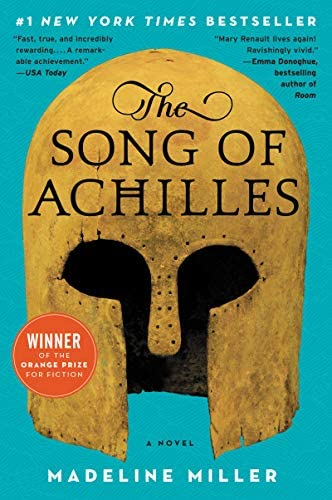 #1 NEW YORK TIMES BESTSELLER
"Fast, true, and incredibly
rewarding.... A remark-
able achievement."
—USA Today
"Mary Renault lives again!
Ravishingly vivid."
—Emma Donoghue,
bestselling
author of
Room
The
SONG OF
ACHILLES
WINNER
OF THE
ORANGE PRIZE
FOR FICTION
A NOVEL
MADELINE MILLER